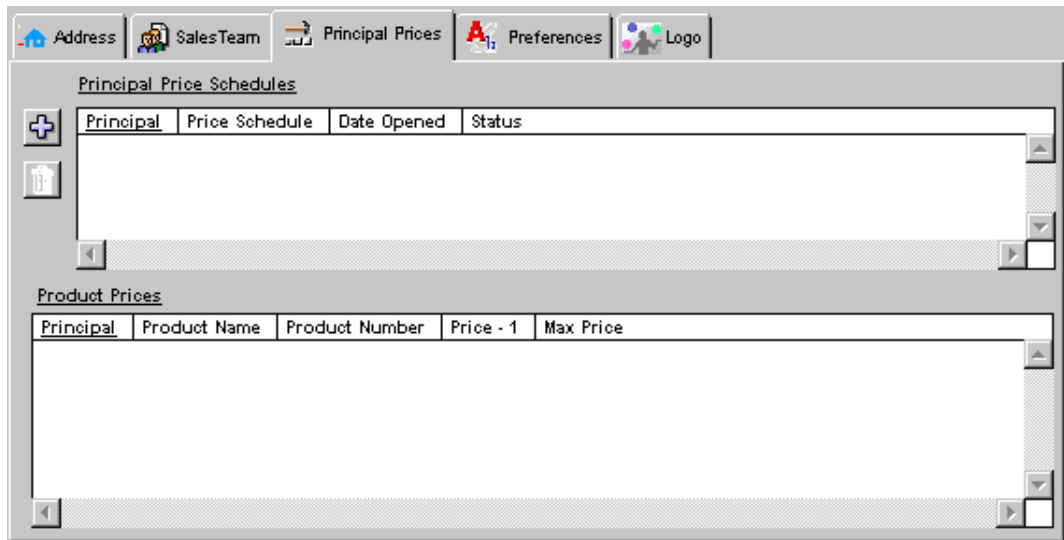 Address SalesTeam Principal Prices A12 Preferences Logo
Principal Price Schedules
Principal Price Schedule Date Opened Status
Product Prices
Principal Product Name Product Number Price - 1 Max Price